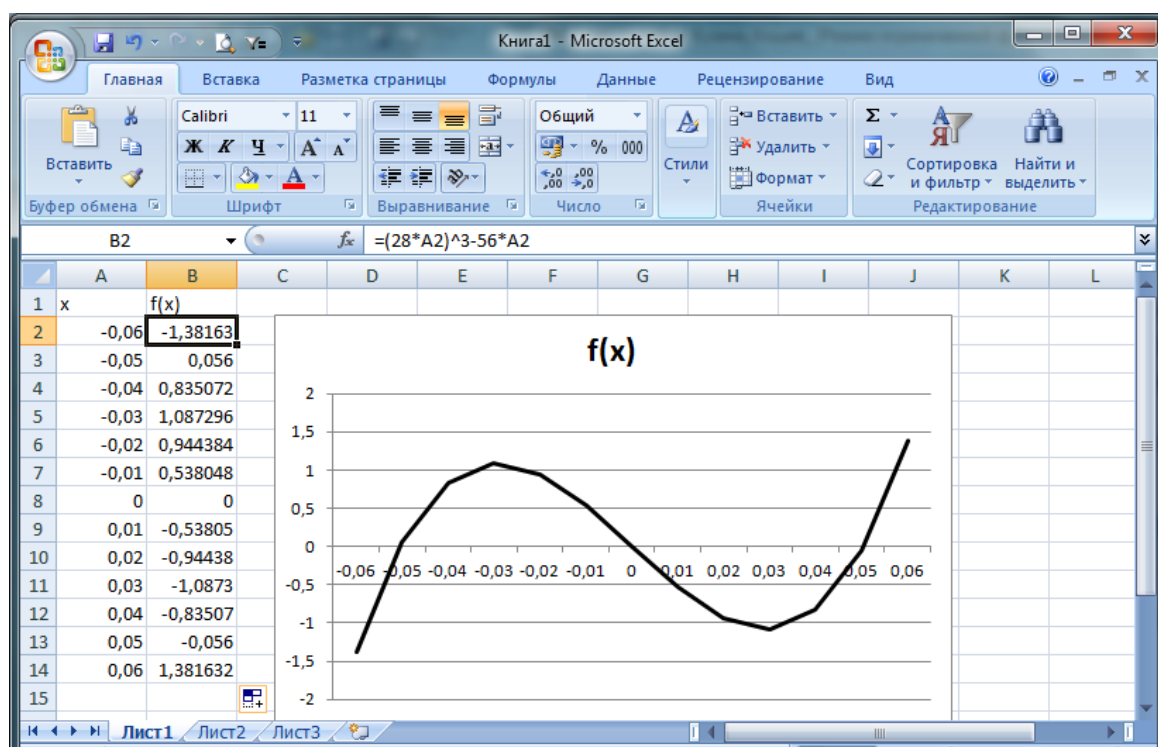 Книга1 - Microsoft Excel
Главная Вставка Разметка страницы Формулы Данные Рецензирование Вид
Вставить
Буфер обмена
Calibri 11
Ж К Ч А А
А
Шрифт
Выравнивание
Общий
% 000
,0 ,00
,00 ,0
Число
А
Стили
Вставить
Удалить
Формат
Ячейки
Σ
А
Я
Сортировка и фильтр
Найти и выделить
Редактирование
B2 fx =(28*A2)^3-56*A2
A B C D E F G H I J K L
1 x f(x)
2 -0,06 -1,38163
3 -0,05 0,056
4 -0,04 0,835072
5 -0,03 1,087296
6 -0,02 0,944384
7 -0,01 0,538048
8 0 0
9 0,01 -0,53805
10 0,02 -0,94438
11 0,03 -1,0873
12 0,04 -0,83507
13 0,05 -0,056
14 0,06 1,381632
15
f(x)
2
1,5
1
0,5
0
-0,5
-1
-1,5
-2
-0,06 -0,05 -0,04 -0,03 -0,02 -0,01 0 0,01 0,02 0,03 0,04 0,05 0,06
Лист1 Лист2 Лист3